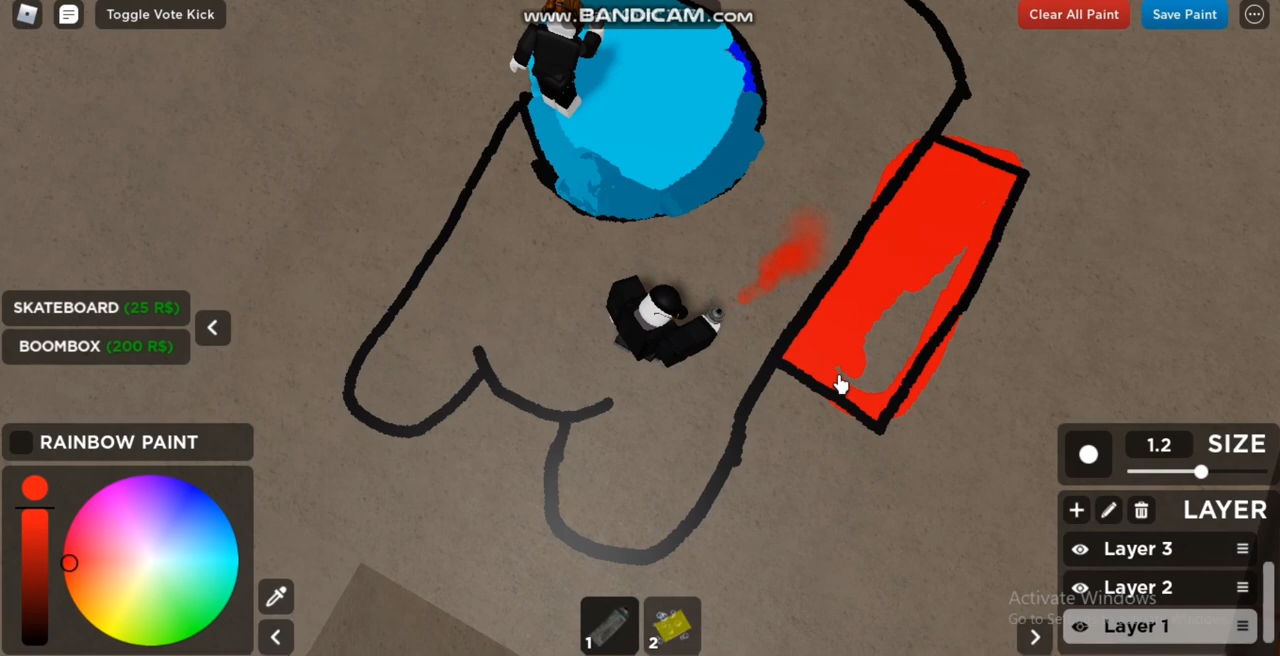 Toggle Vote Kick
www.BANDICAM.com
Clear All Paint
Save Paint
SKATEBOARD (25 R$)
BOOMBOX (200 R$)
RAINBOW PAINT
1.2
SIZE
LAYER
Layer 3
Layer 2
Activate Windows
Layer 1
1
2